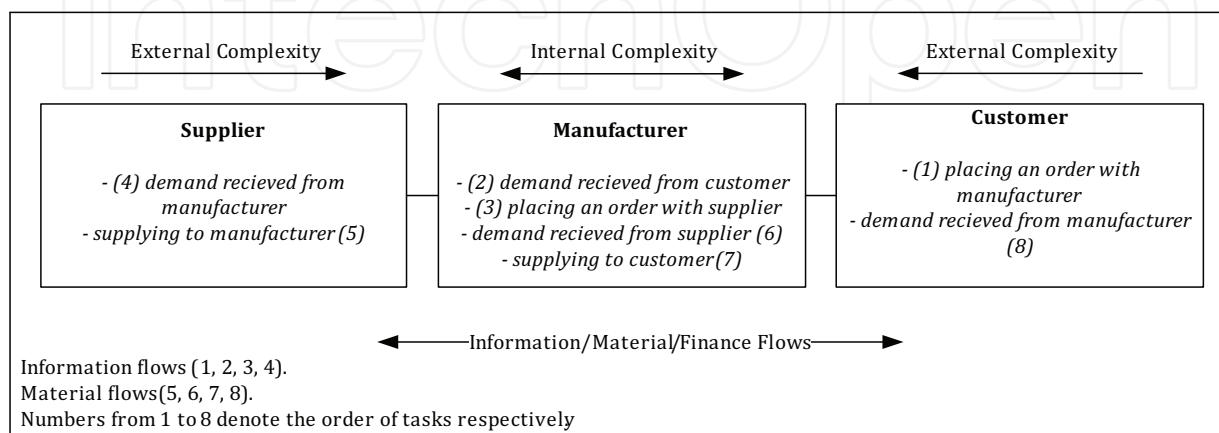 IntechOpen
External Complexity
Internal Complexity
External Complexity
Supplier
- (4) demand recieved from
manufacturer
- supplying to manufacturer (5)
Manufacturer
- (2) demand recieved from customer
- (3) placing an order with supplier
- demand recieved from supplier (6)
- supplying to customer (7)
Customer
- (1) placing an order with
manufacturer
- demand recieved from manufacturer
(8)
Information/Material/Finance Flows
Information flows (1, 2, 3, 4).
Material flows(5, 6, 7, 8).
Numbers from 1 to 8 denote the order of tasks respectively.